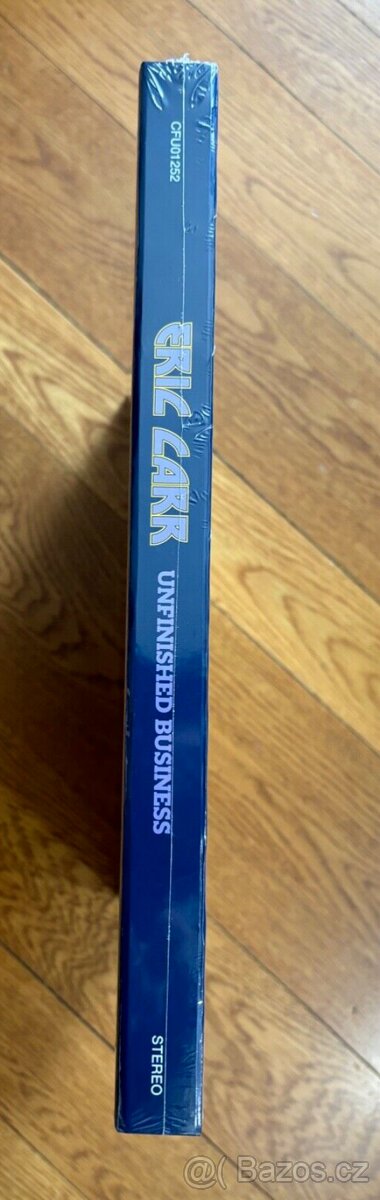 CFU01252
ERIC CARR
UNFINISHED BUSINESS
STEREO
@Bazos.cz